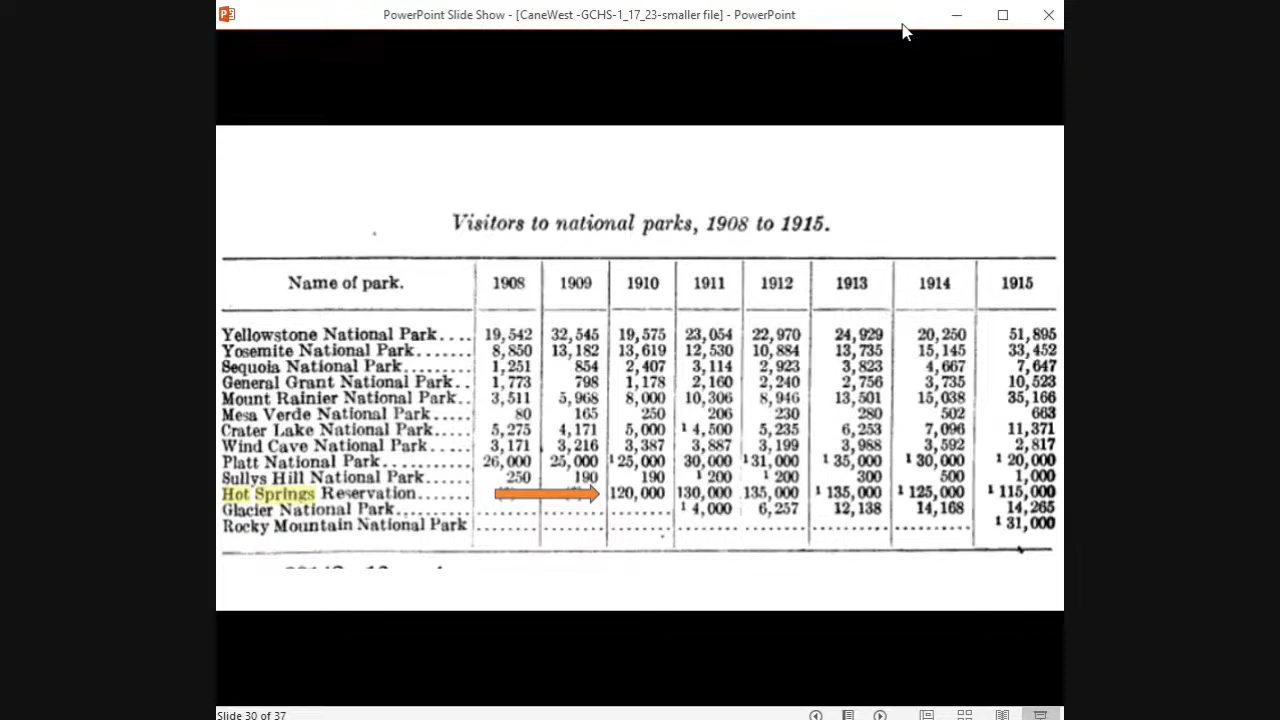 PowerPoint Slide Show - [CaneWest -GCHS-1_17_23-smaller file] - PowerPoint
Visitors to national parks, 1908 to 1915.
Name of park. 1908 1909 1910 1911 1912 1913 1914 1915
Yellowstone National Park.... 19,542 32,545 19,575 23,054 22,970 24,929 20,250 51,895
Yosemite National Park....... 8,850 13,182 13,619 12,530 10,884 13,735 15,145 33,452
Sequoia National Park........ 1,251 854 2,407 3,114 2,923 3,823 4,667 7,647
General Grant National Park.. 1,773 798 1,178 2,160 2,240 2,756 3,735 10,523
Mount Rainier National Park.. 3,511 5,968 8,000 10,306 8,946 13,501 15,038 35,166
Mesa Verde National Park..... 80 165 250 206 230 280 502 663
Crater Lake National Park.... 5,275 4,171 5,000 ¹ 4,500 5,235 6,253 7,096 11,371
Wind Cave National Park...... 3,171 3,216 3,387 3,887 3,199 3,988 3,592 2,817
Platt National Park.......... 26,000 25,000 ¹ 25,000 30,000 ¹ 31,000 ¹ 35,000 ¹ 30,000 ¹ 20,000
Sullys Hill National Park.... 250 190 190 ¹ 200 ¹ 200 300 500 1,000
Hot Springs Reservation...... 120,000 130,000 135,000 ¹ 135,000 ¹ 125,000 ¹ 115,000
Glacier National Park........ ........ ........ ........ ¹ 4,000 6,257 12,138 14,168 14,265
Rocky Mountain National Park ........ ........ ........ ........ ........ ........ ........ ¹ 31,000
Slide 30 of 37